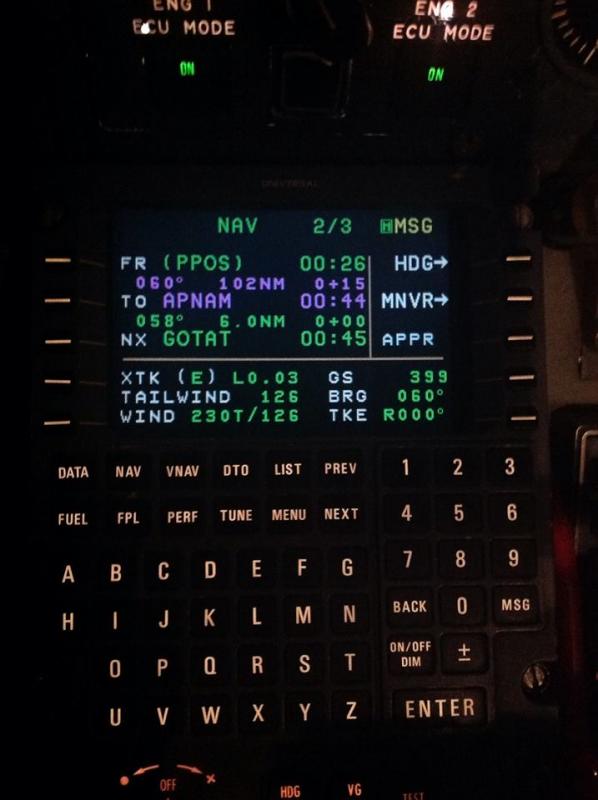 ENG 1
ECU MODE
ENG 2
ECU MODE
ON
ON
UNIVERSAL
NAV 2/3 HMSG
FR (PPOS) 00:26 HDG→
060° 102NM 0+15
TO APNAM 00:44 MNVR→
058° 6.0NM 0+00
NX GOTAT 00:45 APPR
XTK (E) L0.03 GS 399
TAILWIND 126 BRG 060°
WIND 230T/126 TKE R000°
DATA NAV VNAV DTO LIST PREV 1 2 3
FUEL FPL PERF TUNE MENU NEXT 4 5 6
A B C D E F G 7 8 9
H I J K L M N BACK 0 MSG
O P Q R S T ON/OFF DIM ±
U V W X Y Z ENTER
OFF HDG VG TEST